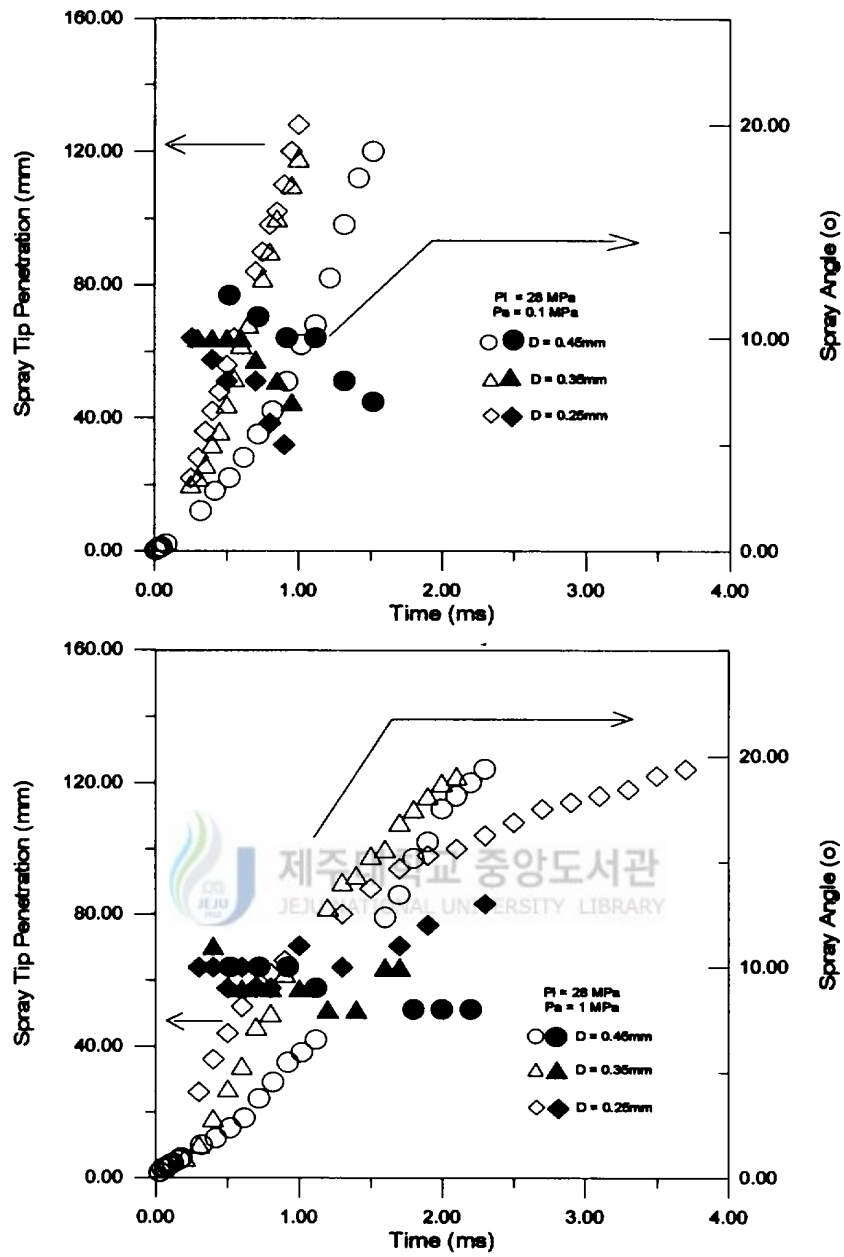 160.00
120.00
80.00
40.00
0.00
Spray Tip Penetration (mm)
20.00
10.00
0.00
Spray Angle (o)
Pi = 28 MPa
Pa = 0.1 MPa
D = 0.45mm
D = 0.35mm
D = 0.25mm
0.00 1.00 2.00 3.00 4.00
Time (ms)
160.00
120.00
80.00
40.00
0.00
Spray Tip Penetration (mm)
20.00
10.00
0.00
Spray Angle (o)
제주대학교 중앙도서관
JEJU NATIONAL UNIVERSITY LIBRARY
JEJU
1952
Pi = 28 MPa
Pa = 1 MPa
D = 0.45mm
D = 0.35mm
D = 0.25mm
0.00 1.00 2.00 3.00 4.00
Time (ms)